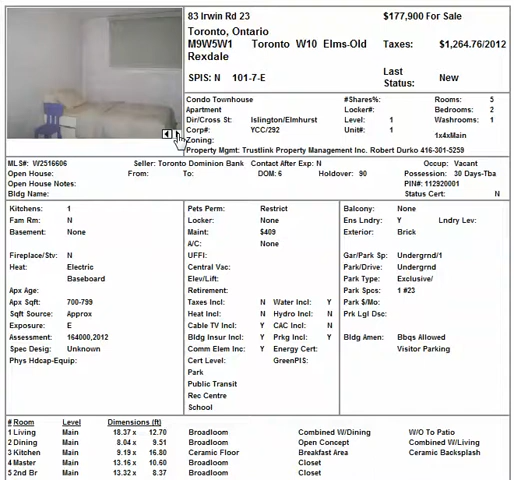 83 Irwin Rd 23 $177,900 For Sale
Toronto, Ontario
M9W5W1 Toronto W10 Elms-Old Rexdale Taxes: $1,264.76/2012
SPIS: N 101-7-E Last Status: New
Condo Townhouse #Shares%: Rooms: 5
Apartment Locker#: Bedrooms: 2
Dir/Cross St: Islington/Elmhurst Level: 1 Washrooms: 1
Corp#: YCC/292 Unit#: 1 1x4xMain
Zoning:
Property Mgmt: Trustlink Property Management Inc. Robert Durko 416-301-5259
MLS#: W2516606 Seller: Toronto Dominion Bank Contact After Exp: N Occup: Vacant
Open House: From: To: DOM: 6 Holdover: 90 Possession: 30 Days-Tba
Open House Notes: PIN#: 112920001
Bldg Name: Status Cert: N
Kitchens: 1 Pets Perm: Restrict Balcony: None
Fam Rm: N Locker: None Ens Lndry: Y Lndry Lev:
Basement: None Maint: $409 Exterior: Brick
A/C: None
Fireplace/Stv: N UFFI: Gar/Park Sp: Undergrnd/1
Heat: Electric Central Vac: Park/Drive: Undergrnd
Baseboard Elev/Lift: Park Type: Exclusive/
Apx Age: Retirement: Park Spcs: 1 #23
Apx Sqft: 700-799 Taxes Incl: N Water Incl: Y Park $/Mo:
Sqft Source: Approx Heat Incl: N Hydro Incl: N Prk Lgl Dsc:
Exposure: E Cable TV Incl: Y CAC Incl: N
Assessment: 164000,2012 Bldg Insur Incl: Y Prkg Incl: Y Bldg Amen: Bbqs Allowed
Spec Desig: Unknown Comm Elem Inc: Y Energy Cert: Visitor Parking
Phys Hdcap-Equip: Cert Level: GreenPIS:
Park
Public Transit
Rec Centre
School
# Room Level Dimensions (ft)
1 Living Main 18.37 x 12.70 Broadloom Combined W/Dining W/O To Patio
2 Dining Main 8.04 x 9.51 Broadloom Open Concept Combined W/Living
3 Kitchen Main 9.19 x 16.80 Ceramic Floor Breakfast Area Ceramic Backsplash
4 Master Main 13.16 x 10.60 Broadloom Closet
5 2nd Br Main 13.32 x 8.37 Broadloom Closet